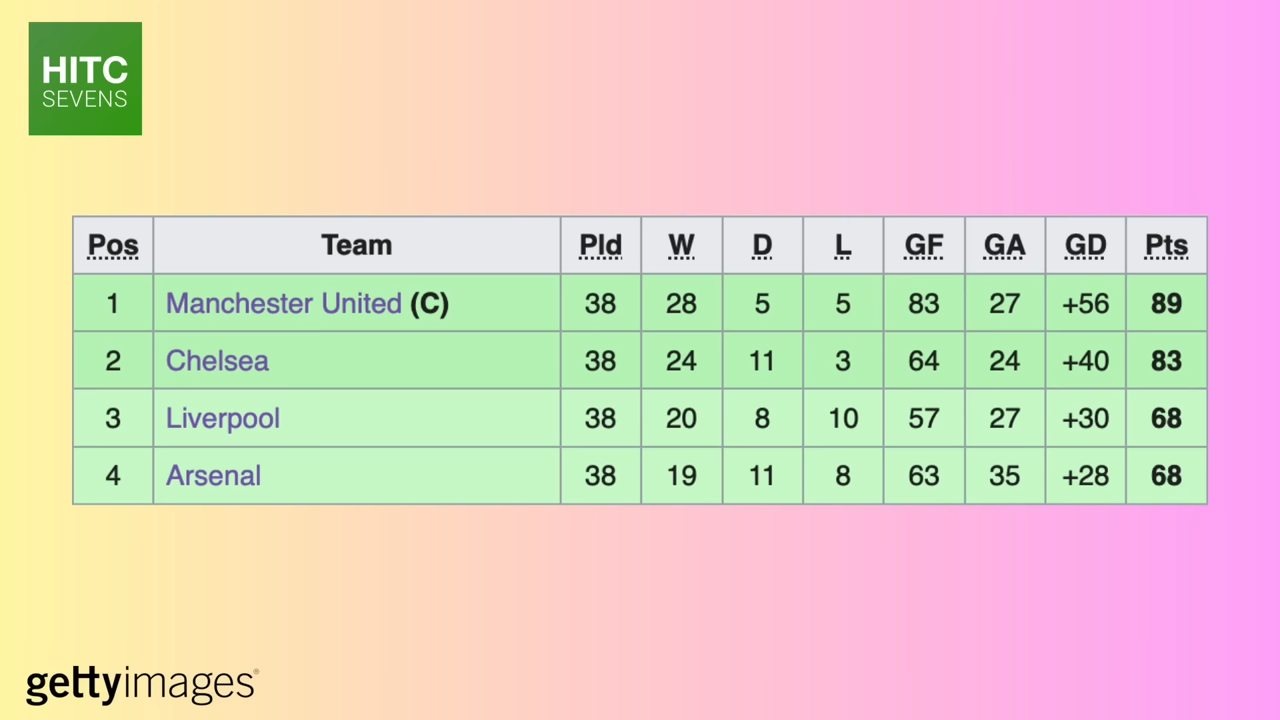 HITC
SEVENS
Pos Team Pld W D L GF GA GD Pts
1 Manchester United (C) 38 28 5 5 83 27 +56 89
2 Chelsea 38 24 11 3 64 24 +40 83
3 Liverpool 38 20 8 10 57 27 +30 68
4 Arsenal 38 19 11 8 63 35 +28 68
gettyimages®